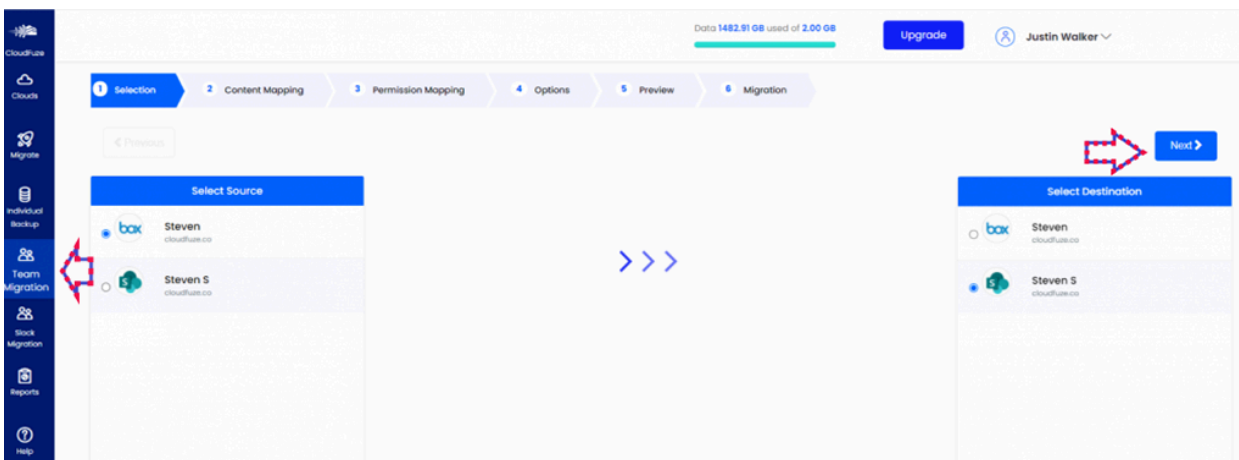 CloudFuze
Data 1482.91 GB used of 2.00 GB
Upgrade
Justin Walker
Clouds
Migrate
Individual
Backup
Team
Migration
Slack
Migration
Reports
Help
1 Selection
2 Content Mapping
3 Permission Mapping
4 Options
5 Preview
6 Migration
Previous
Next
Select Source
box
Steven
cloudfuze.co
S
Steven S
cloudfuze.co
Select Destination
box
Steven
cloudfuze.co
S
Steven S
cloudfuze.co